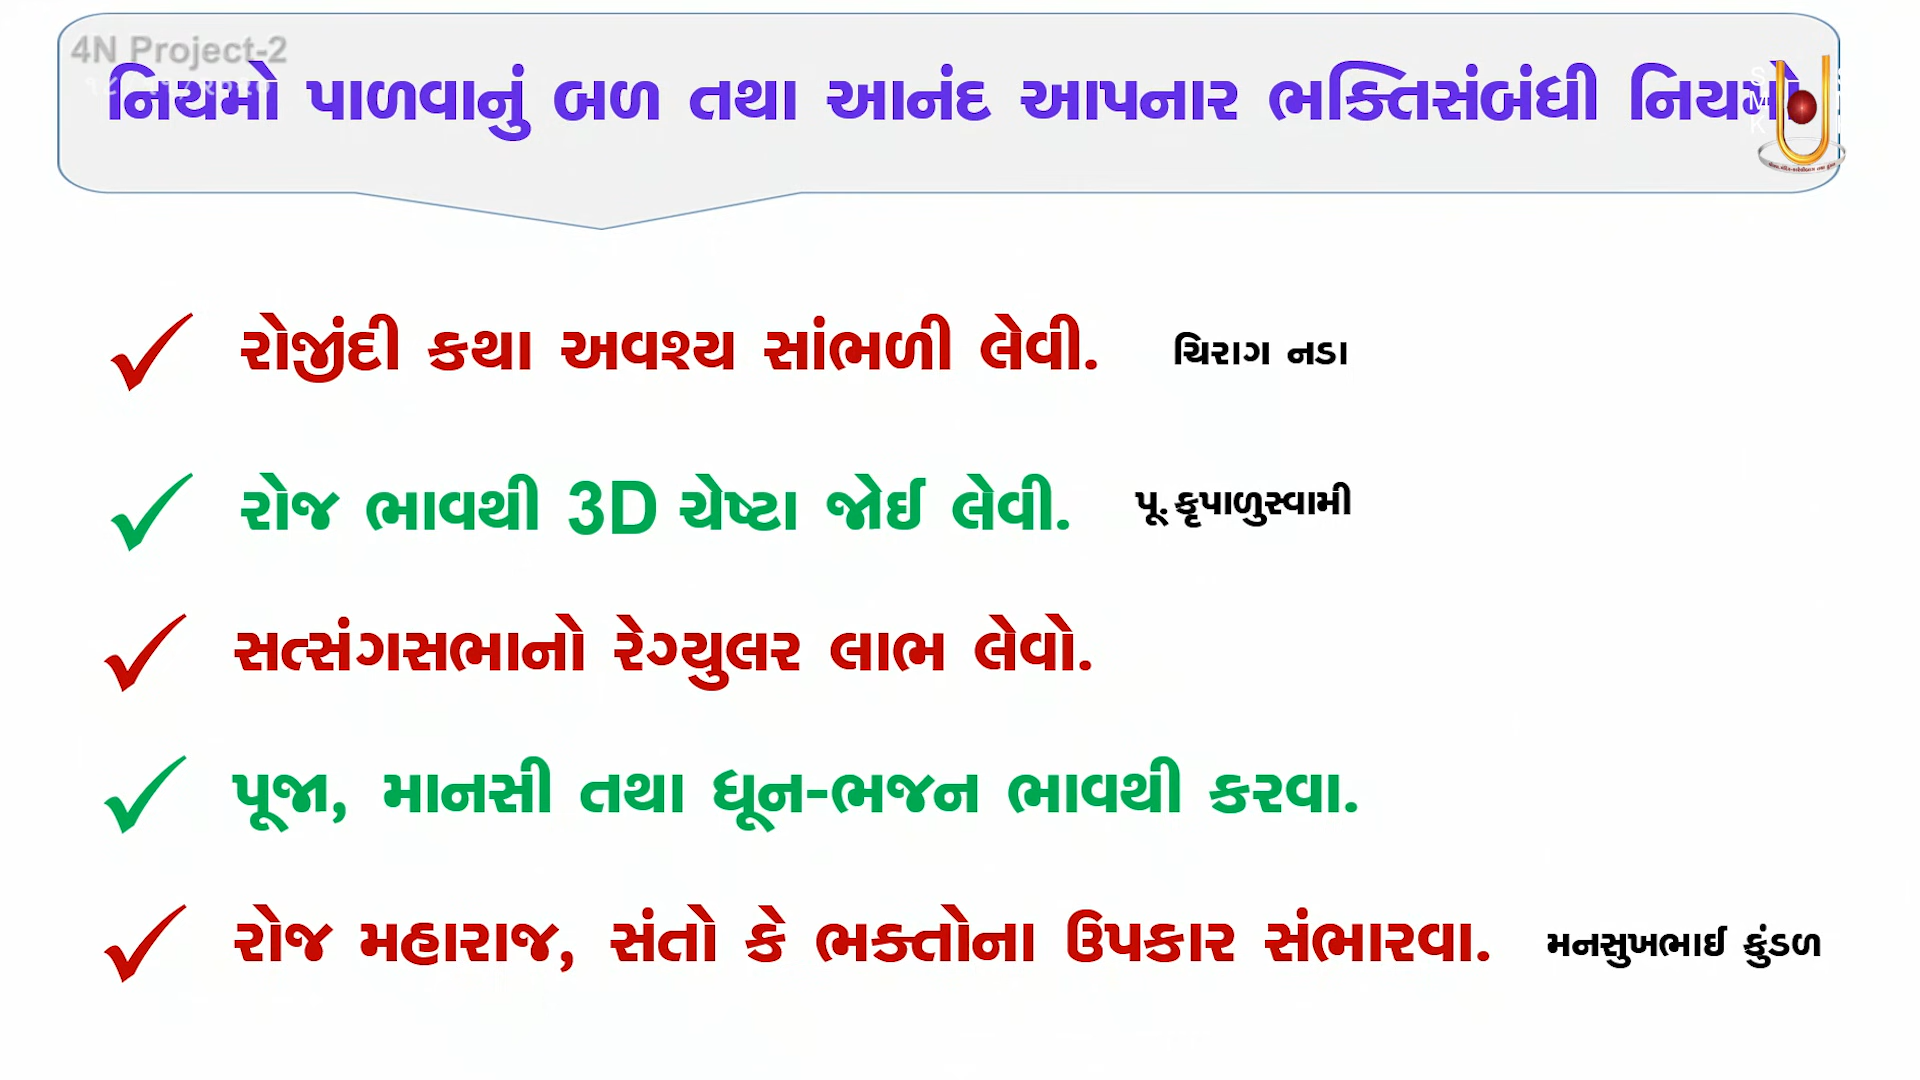 4N Project-2
નિયમો પાળવાનું બળ તથા આનંદ આપનાર ભક્તિસંબંધી નિયમો
રોજીંદી કથા અવશ્ય સાંભળી લેવી. ચિરાગ નડા
રોજ ભાવથી 3D ચેષ્ટા જોઈ લેવી. પૂ. કૃપાળુસ્વામી
સત્સંગસભાનો રેગ્યુલર લાભ લેવો.
પૂજા, માનસી તથા ધૂન-ભજન ભાવથી કરવા.
રોજ મહારાજ, સંતો કે ભક્તોના ઉપકાર સંભારવા. મનસુખભાઈ કુંડળ